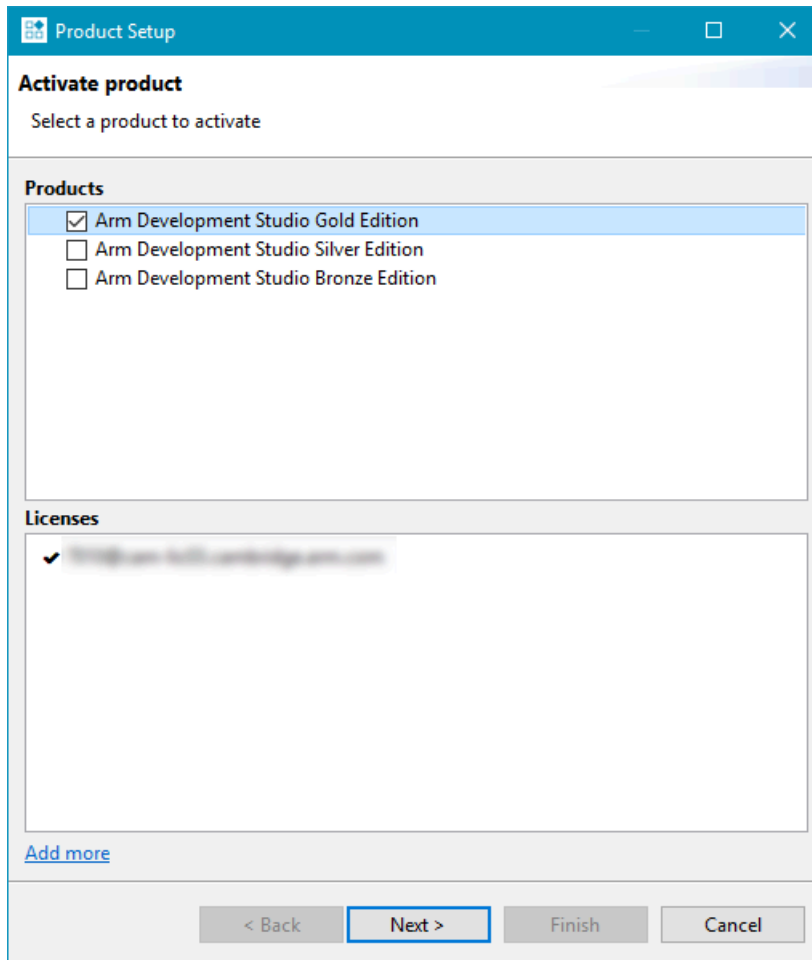 Product Setup
Activate product
Select a product to activate
Products
Arm Development Studio Gold Edition
Arm Development Studio Silver Edition
Arm Development Studio Bronze Edition
Licenses
Add more
< Back Next > Finish Cancel